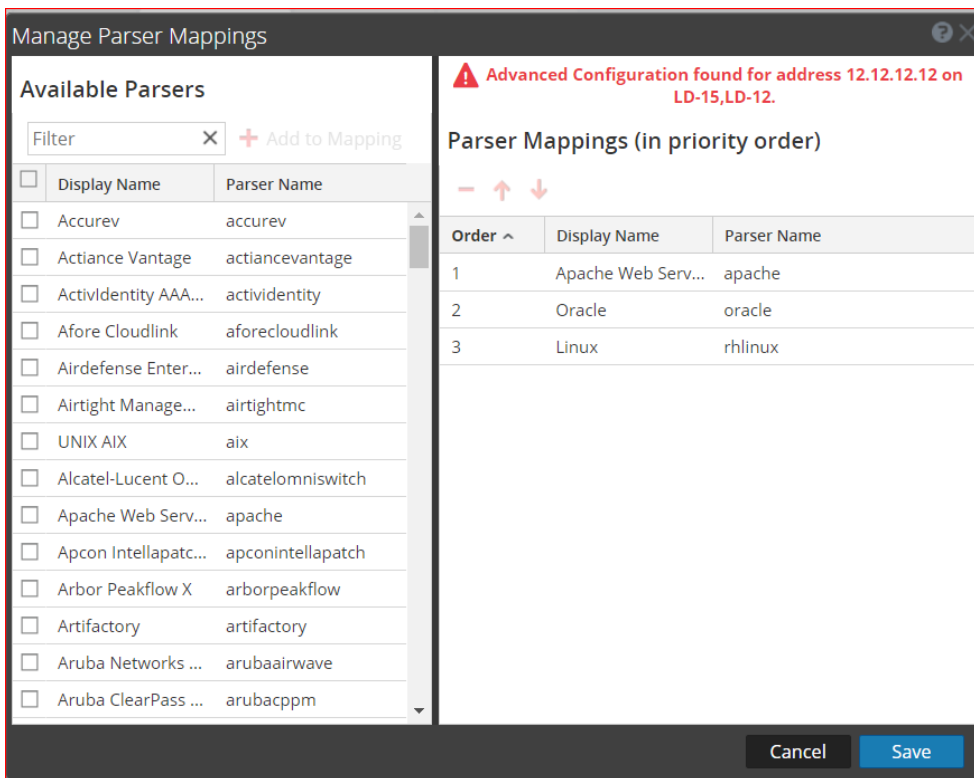 Manage Parser Mappings
Available Parsers
Filter
Add to Mapping
Display Name Parser Name
Accurev accurev
Actiance Vantage actiancevantage
ActivIdentity AAA... actividentity
Afore Cloudlink aforecloudlink
Airdefense Enter... airdefense
Airtight Manage... airtightmc
UNIX AIX aix
Alcatel-Lucent O... alcatelomniswitch
Apache Web Serv... apache
Apcon Intellapatc... apconintellapatch
Arbor Peakflow X arborpeakflow
Artifactory artifactory
Aruba Networks ... arubaairwave
Aruba ClearPass ... arubacppm
Advanced Configuration found for address 12.12.12.12 on
LD-15,LD-12.
Parser Mappings (in priority order)
Order Display Name Parser Name
1 Apache Web Serv... apache
2 Oracle oracle
3 Linux rhlinux
Cancel Save